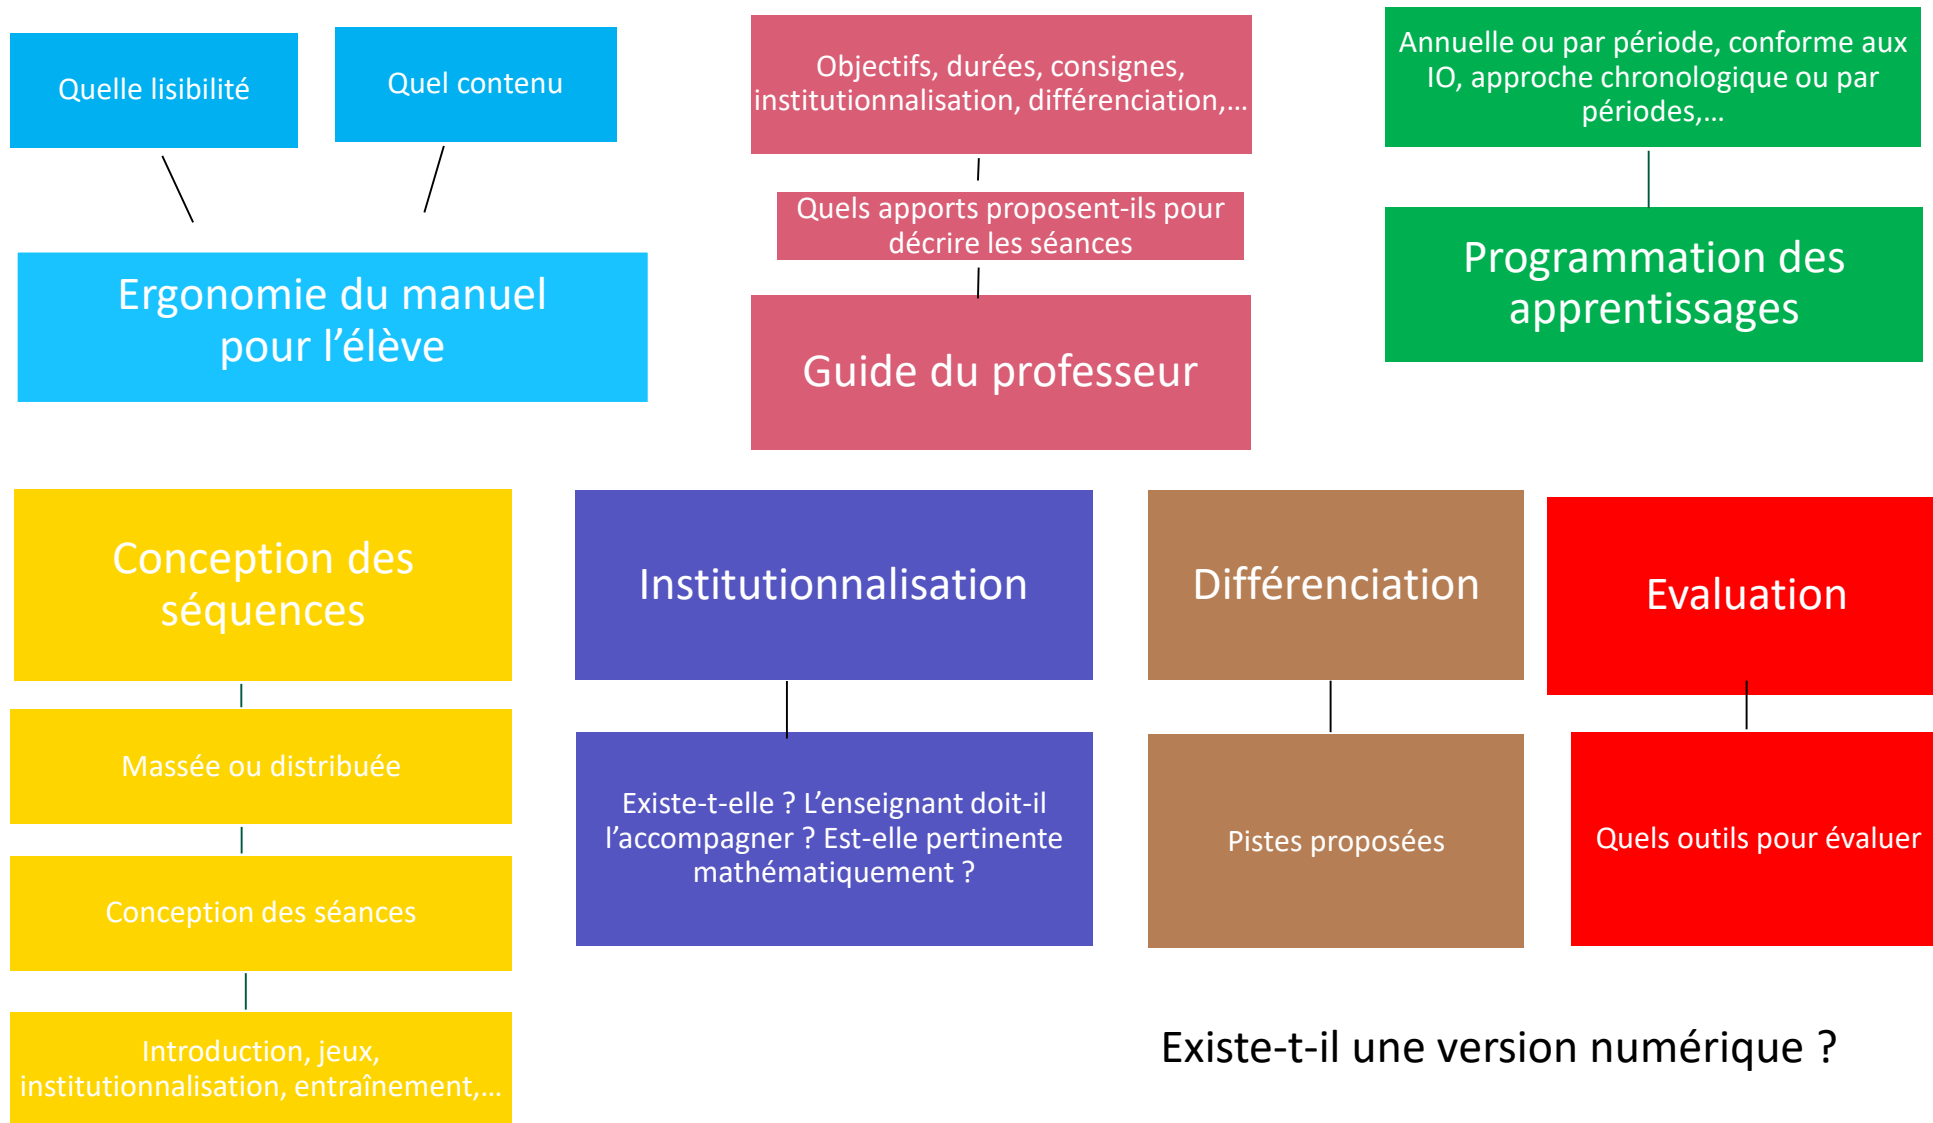 Quelle lisibilité
Quel contenu
Ergonomie du manuel
pour l’élève
Objectifs, durées, consignes,
institutionnalisation, différenciation,…
Quels apports proposent-ils pour
décrire les séances
Guide du professeur
Annuelle ou par période, conforme aux
IO, approche chronologique ou par
périodes,…
Programmation des
apprentissages
Conception des
séquences
Massée ou distribuée
Conception des séances
Introduction, jeux,
institutionnalisation, entraînement,…
Institutionnalisation
Existe-t-elle ? L’enseignant doit-il
l’accompagner ? Est-elle pertinente
mathématiquement ?
Différenciation
Pistes proposées
Evaluation
Quels outils pour évaluer
Existe-t-il une version numérique ?